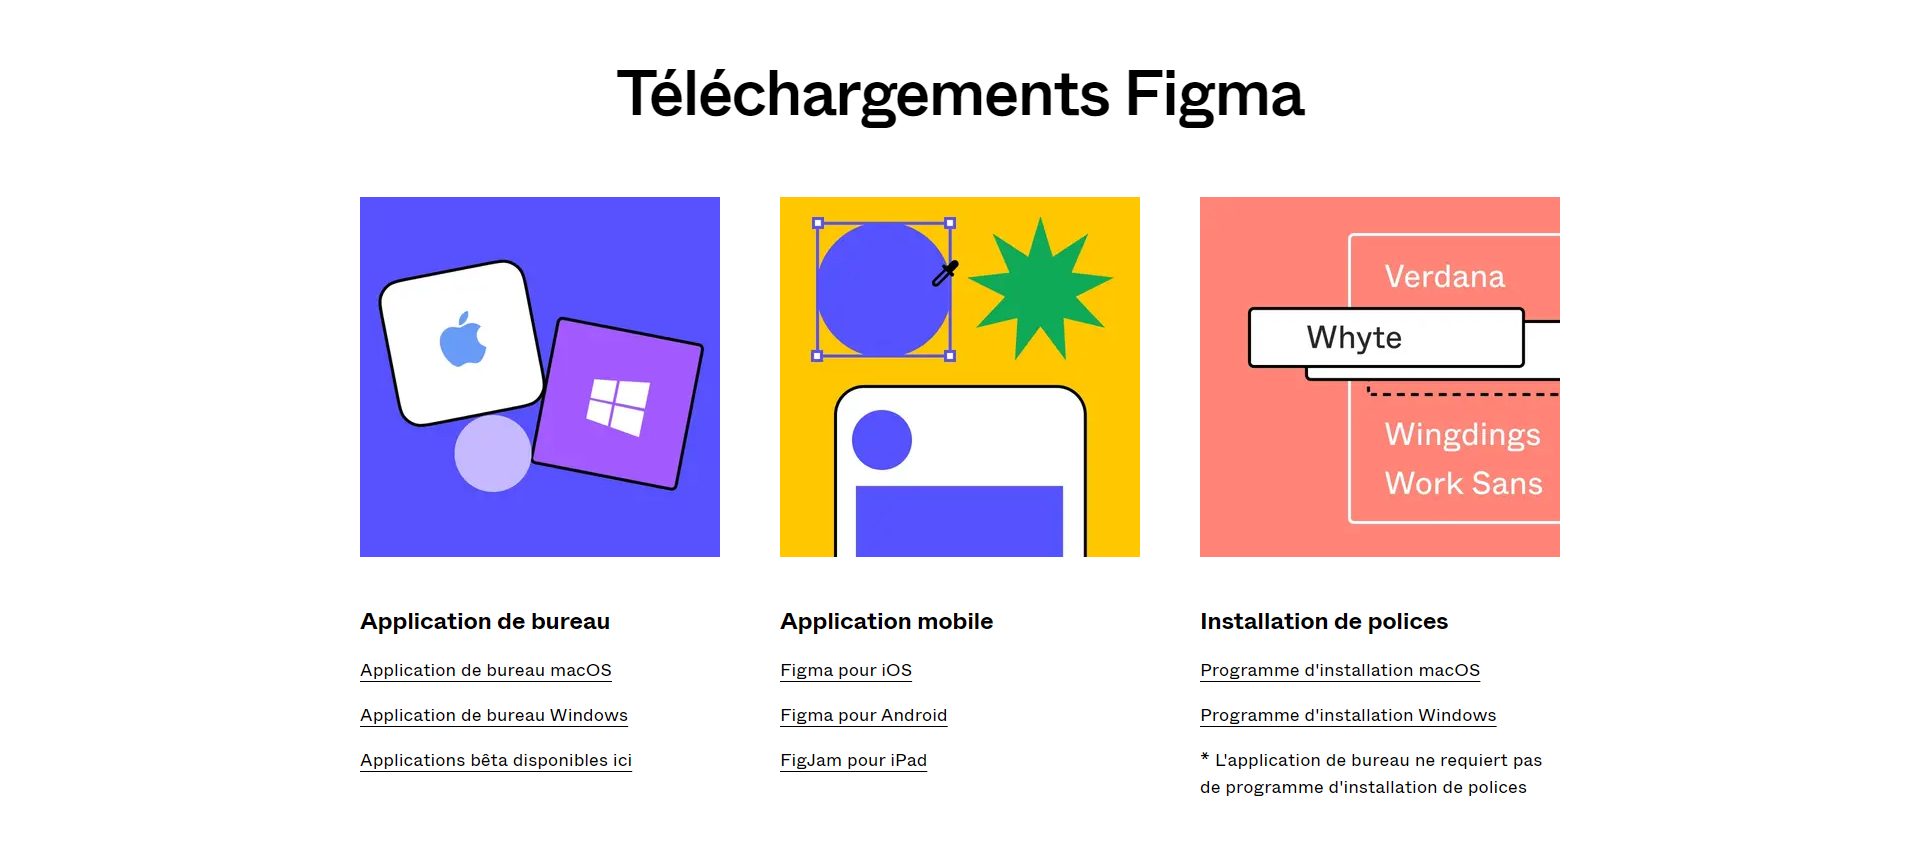 Téléchargements Figma
Verdana
Whyte
Wingdings
Work Sans
Application de bureau
Application de bureau macOS
Application de bureau Windows
Applications bêta disponibles ici
Application mobile
Figma pour iOS
Figma pour Android
FigJam pour iPad
Installation de polices
Programme d'installation macOS
Programme d'installation Windows
* L'application de bureau ne requiert pas
de programme d'installation de polices